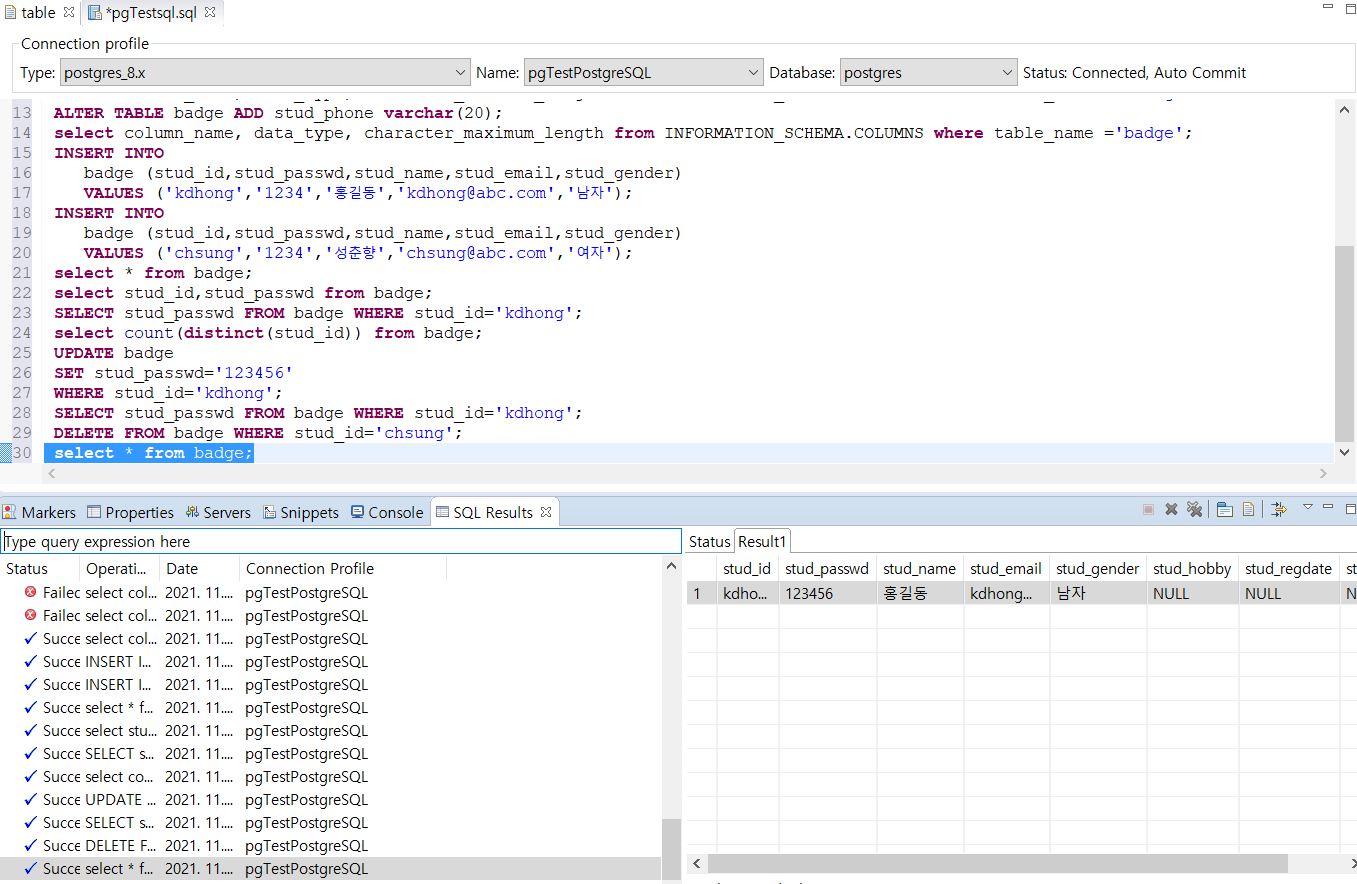 table *pgTestsql.sql
Connection profile
Type: postgres_8.x Name: pgTestPostgreSQL Database: postgres Status: Connected, Auto Commit
13 ALTER TABLE badge ADD stud_phone varchar(20);
14 select column_name, data_type, character_maximum_length from INFORMATION_SCHEMA.COLUMNS where table_name ='badge';
15 INSERT INTO
16 badge (stud_id,stud_passwd,stud_name,stud_email,stud_gender)
17 VALUES ('kdhong','1234','홍길동','kdhong@abc.com','남자');
18 INSERT INTO
19 badge (stud_id,stud_passwd,stud_name,stud_email,stud_gender)
20 VALUES ('chsung','1234','성준향','chsung@abc.com','여자');
21 select * from badge;
22 select stud_id,stud_passwd from badge;
23 SELECT stud_passwd FROM badge WHERE stud_id='kdhong';
24 select count(distinct(stud_id)) from badge;
25 UPDATE badge
26 SET stud_passwd='123456'
27 WHERE stud_id='kdhong';
28 SELECT stud_passwd FROM badge WHERE stud_id='kdhong';
29 DELETE FROM badge WHERE stud_id='chsung';
30 select * from badge;
Markers Properties Servers Snippets Console SQL Results
Type query expression here
Status Operati... Date Connection Profile
Failec select col... 2021. 11.... pgTestPostgreSQL
Failec select col... 2021. 11.... pgTestPostgreSQL
Succe select col... 2021. 11.... pgTestPostgreSQL
Succe INSERT I... 2021. 11.... pgTestPostgreSQL
Succe INSERT I... 2021. 11.... pgTestPostgreSQL
Succe select * f... 2021. 11.... pgTestPostgreSQL
Succe select stu... 2021. 11.... pgTestPostgreSQL
Succe SELECT s... 2021. 11.... pgTestPostgreSQL
Succe select co... 2021. 11.... pgTestPostgreSQL
Succe UPDATE ... 2021. 11.... pgTestPostgreSQL
Succe SELECT s... 2021. 11.... pgTestPostgreSQL
Succe DELETE F... 2021. 11.... pgTestPostgreSQL
Succe select * f... 2021. 11.... pgTestPostgreSQL
Status Result1
stud_id stud_passwd stud_name stud_email stud_gender stud_hobby stud_regdate st
1 kdho... 123456 홍길동 kdhong... 남자 NULL NULL N